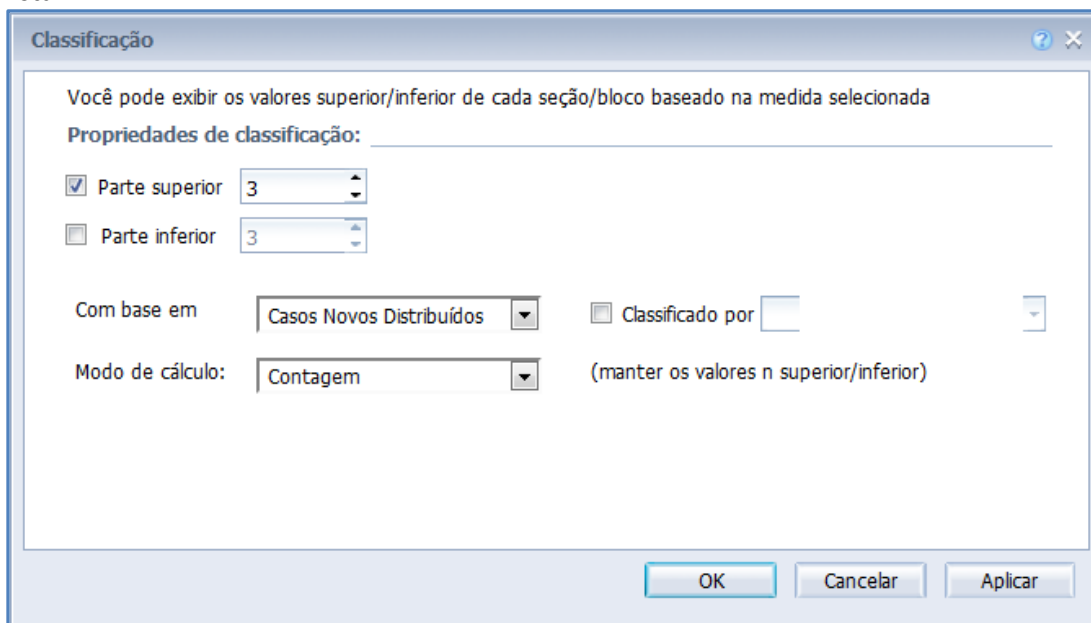 Classificação
Você pode exibir os valores superior/inferior de cada seção/bloco baseado na medida selecionada
Propriedades de classificação:
Parte superior 3
Parte inferior 3
Com base em Casos Novos Distribuídos Classificado por
Modo de cálculo: Contagem (manter os valores n superior/inferior)
OK Cancelar Aplicar